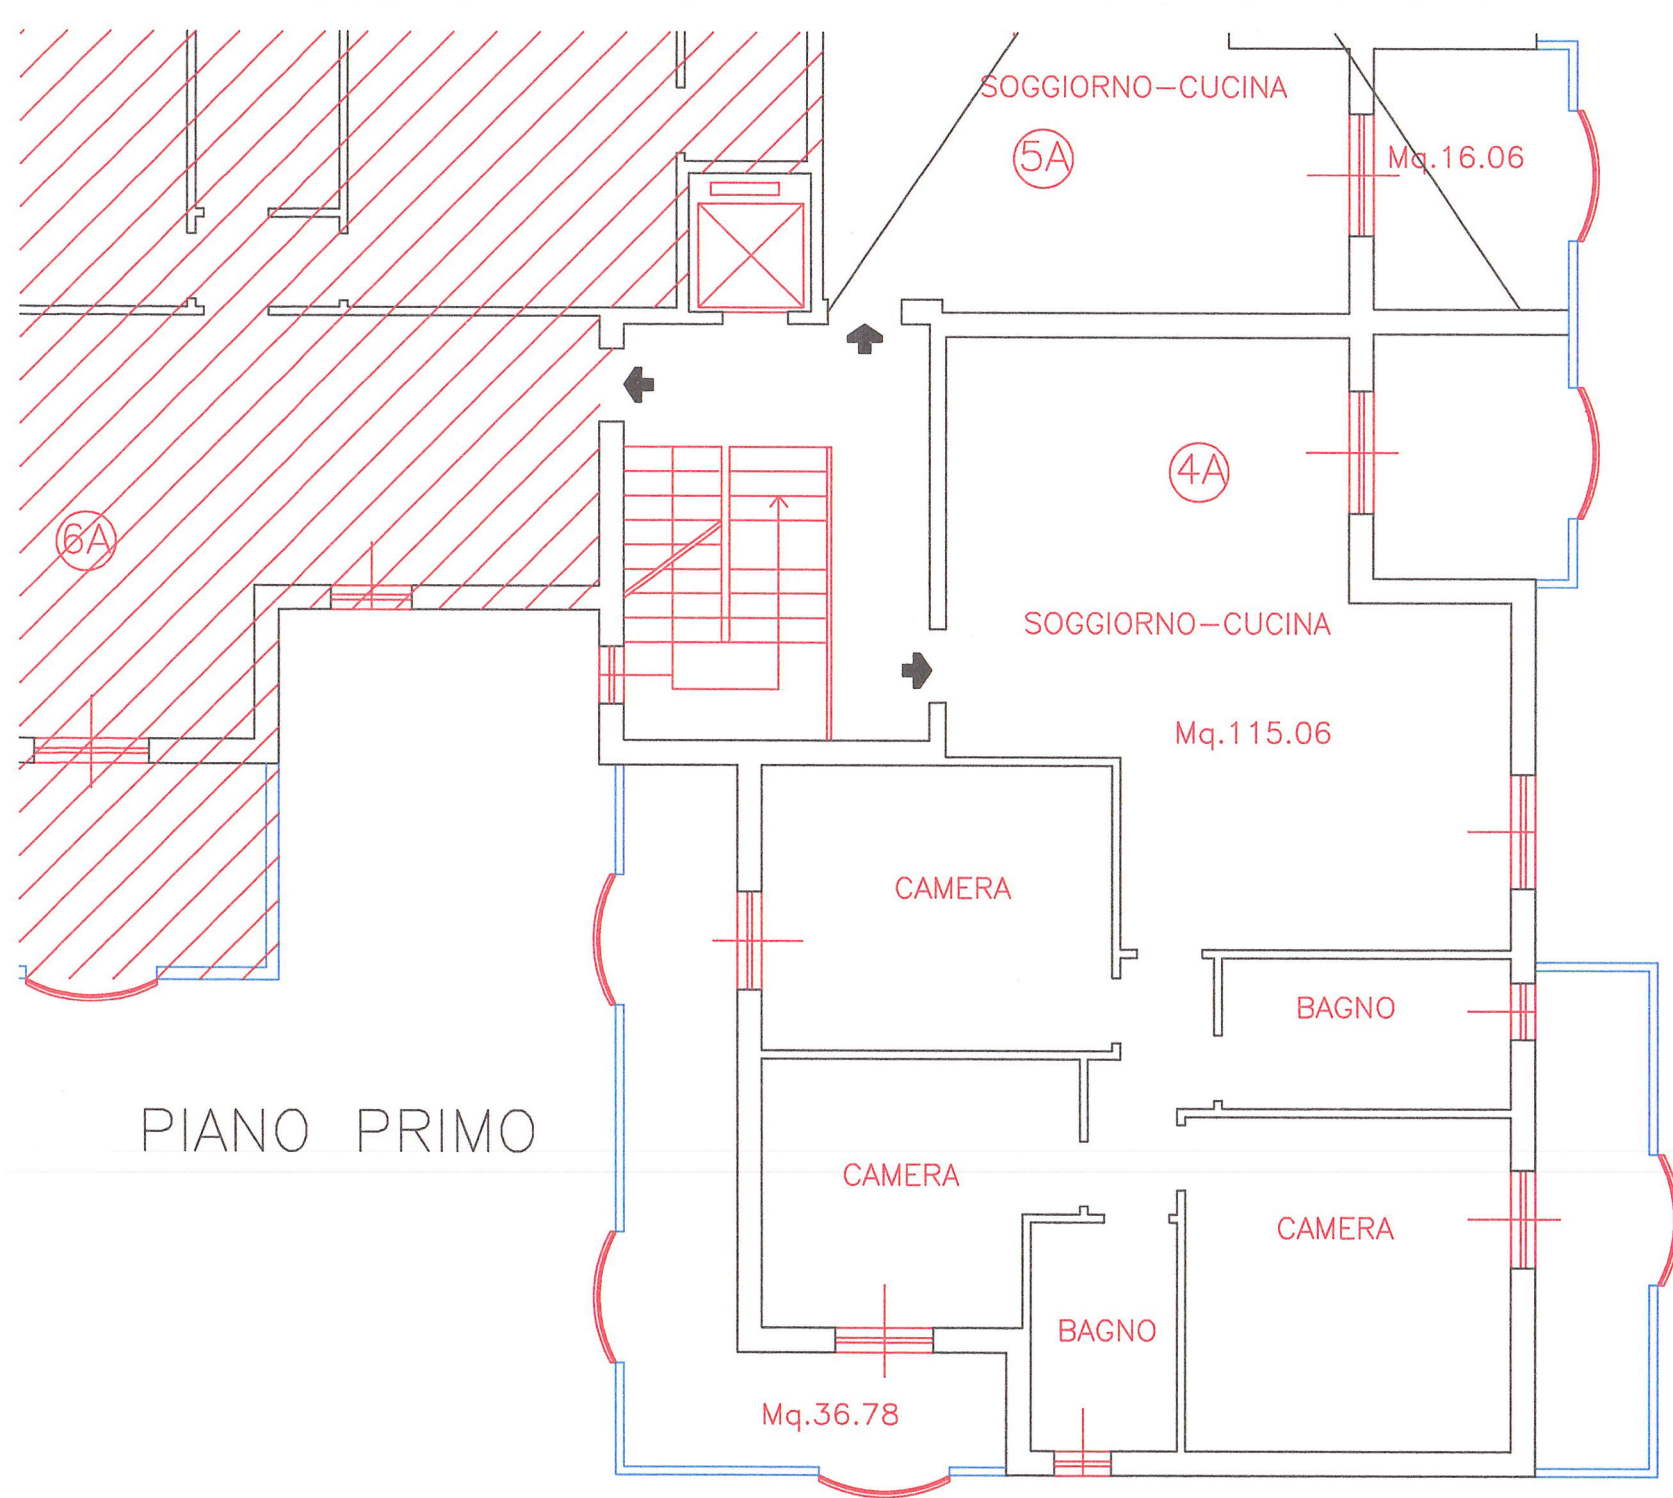 SOGGIORNO-CUCINA
5A
Mq.16.06
4A
6A
SOGGIORNO-CUCINA
Mq.115.06
CAMERA
BAGNO
PIANO PRIMO
CAMERA
CAMERA
BAGNO
Mq.36.78